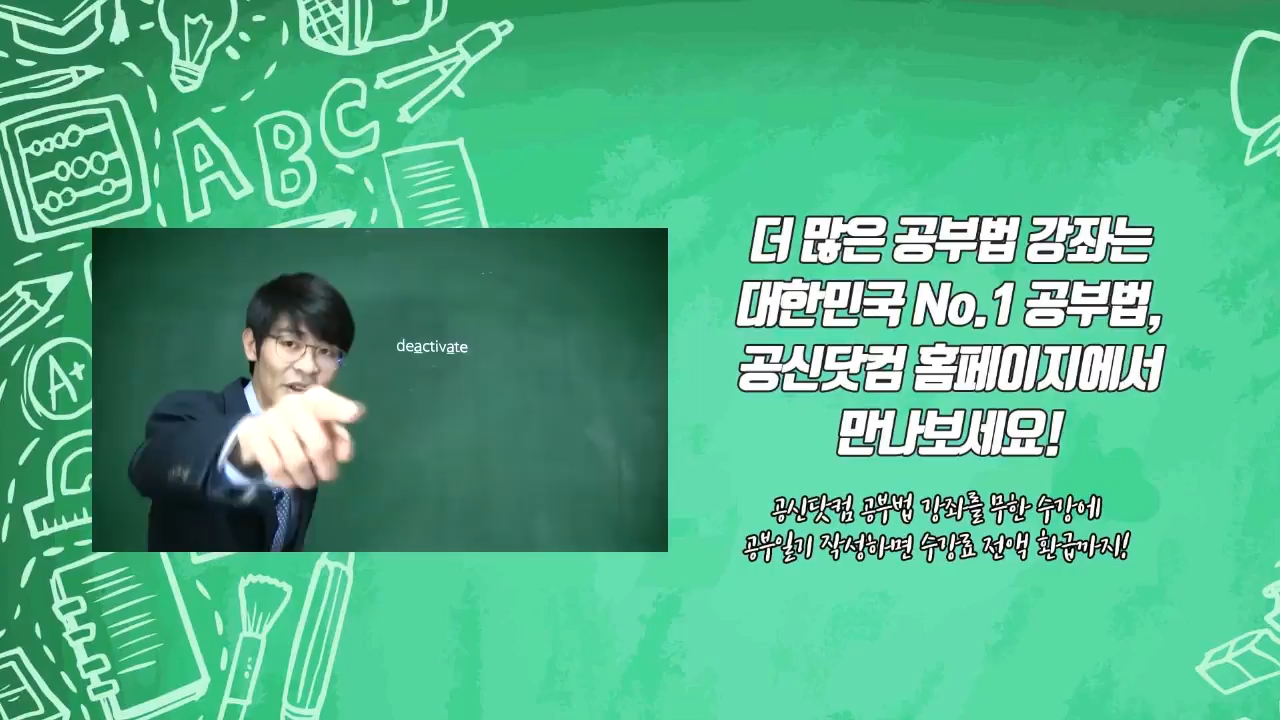 ABC
A+
deactivate
더 많은 공부법 강좌는
대한민국 No.1 공부법,
공신닷컴 홈페이지에서
만나보세요!
공신닷컴 공부법 강좌를 무한 수강에
공부일기 작성하면 수강료 전액 환급까지!